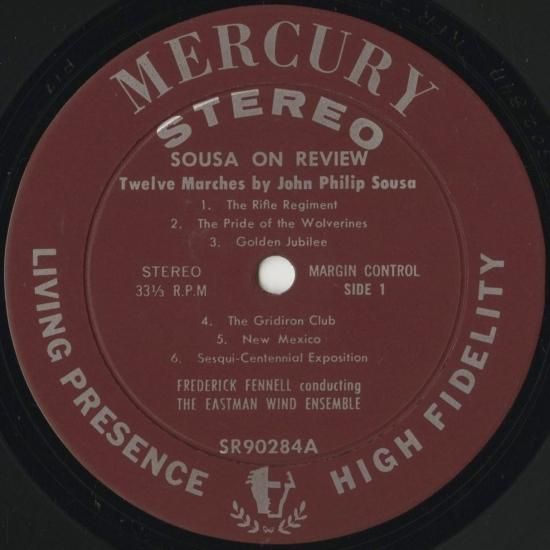 MERCURY
STEREO
SOUSA ON REVIEW
Twelve Marches by John Philip Sousa
1. The Rifle Regiment
2. The Pride of the Wolverines
3. Golden Jubilee
STEREO
33⅓ R.P.M
MARGIN CONTROL
SIDE 1
4. The Gridiron Club
5. New Mexico
6. Sesqui-Centennial Exposition
FREDERICK FENNELL conducting
THE EASTMAN WIND ENSEMBLE
SR90284A
LIVING PRESENCE
HIGH FIDELITY